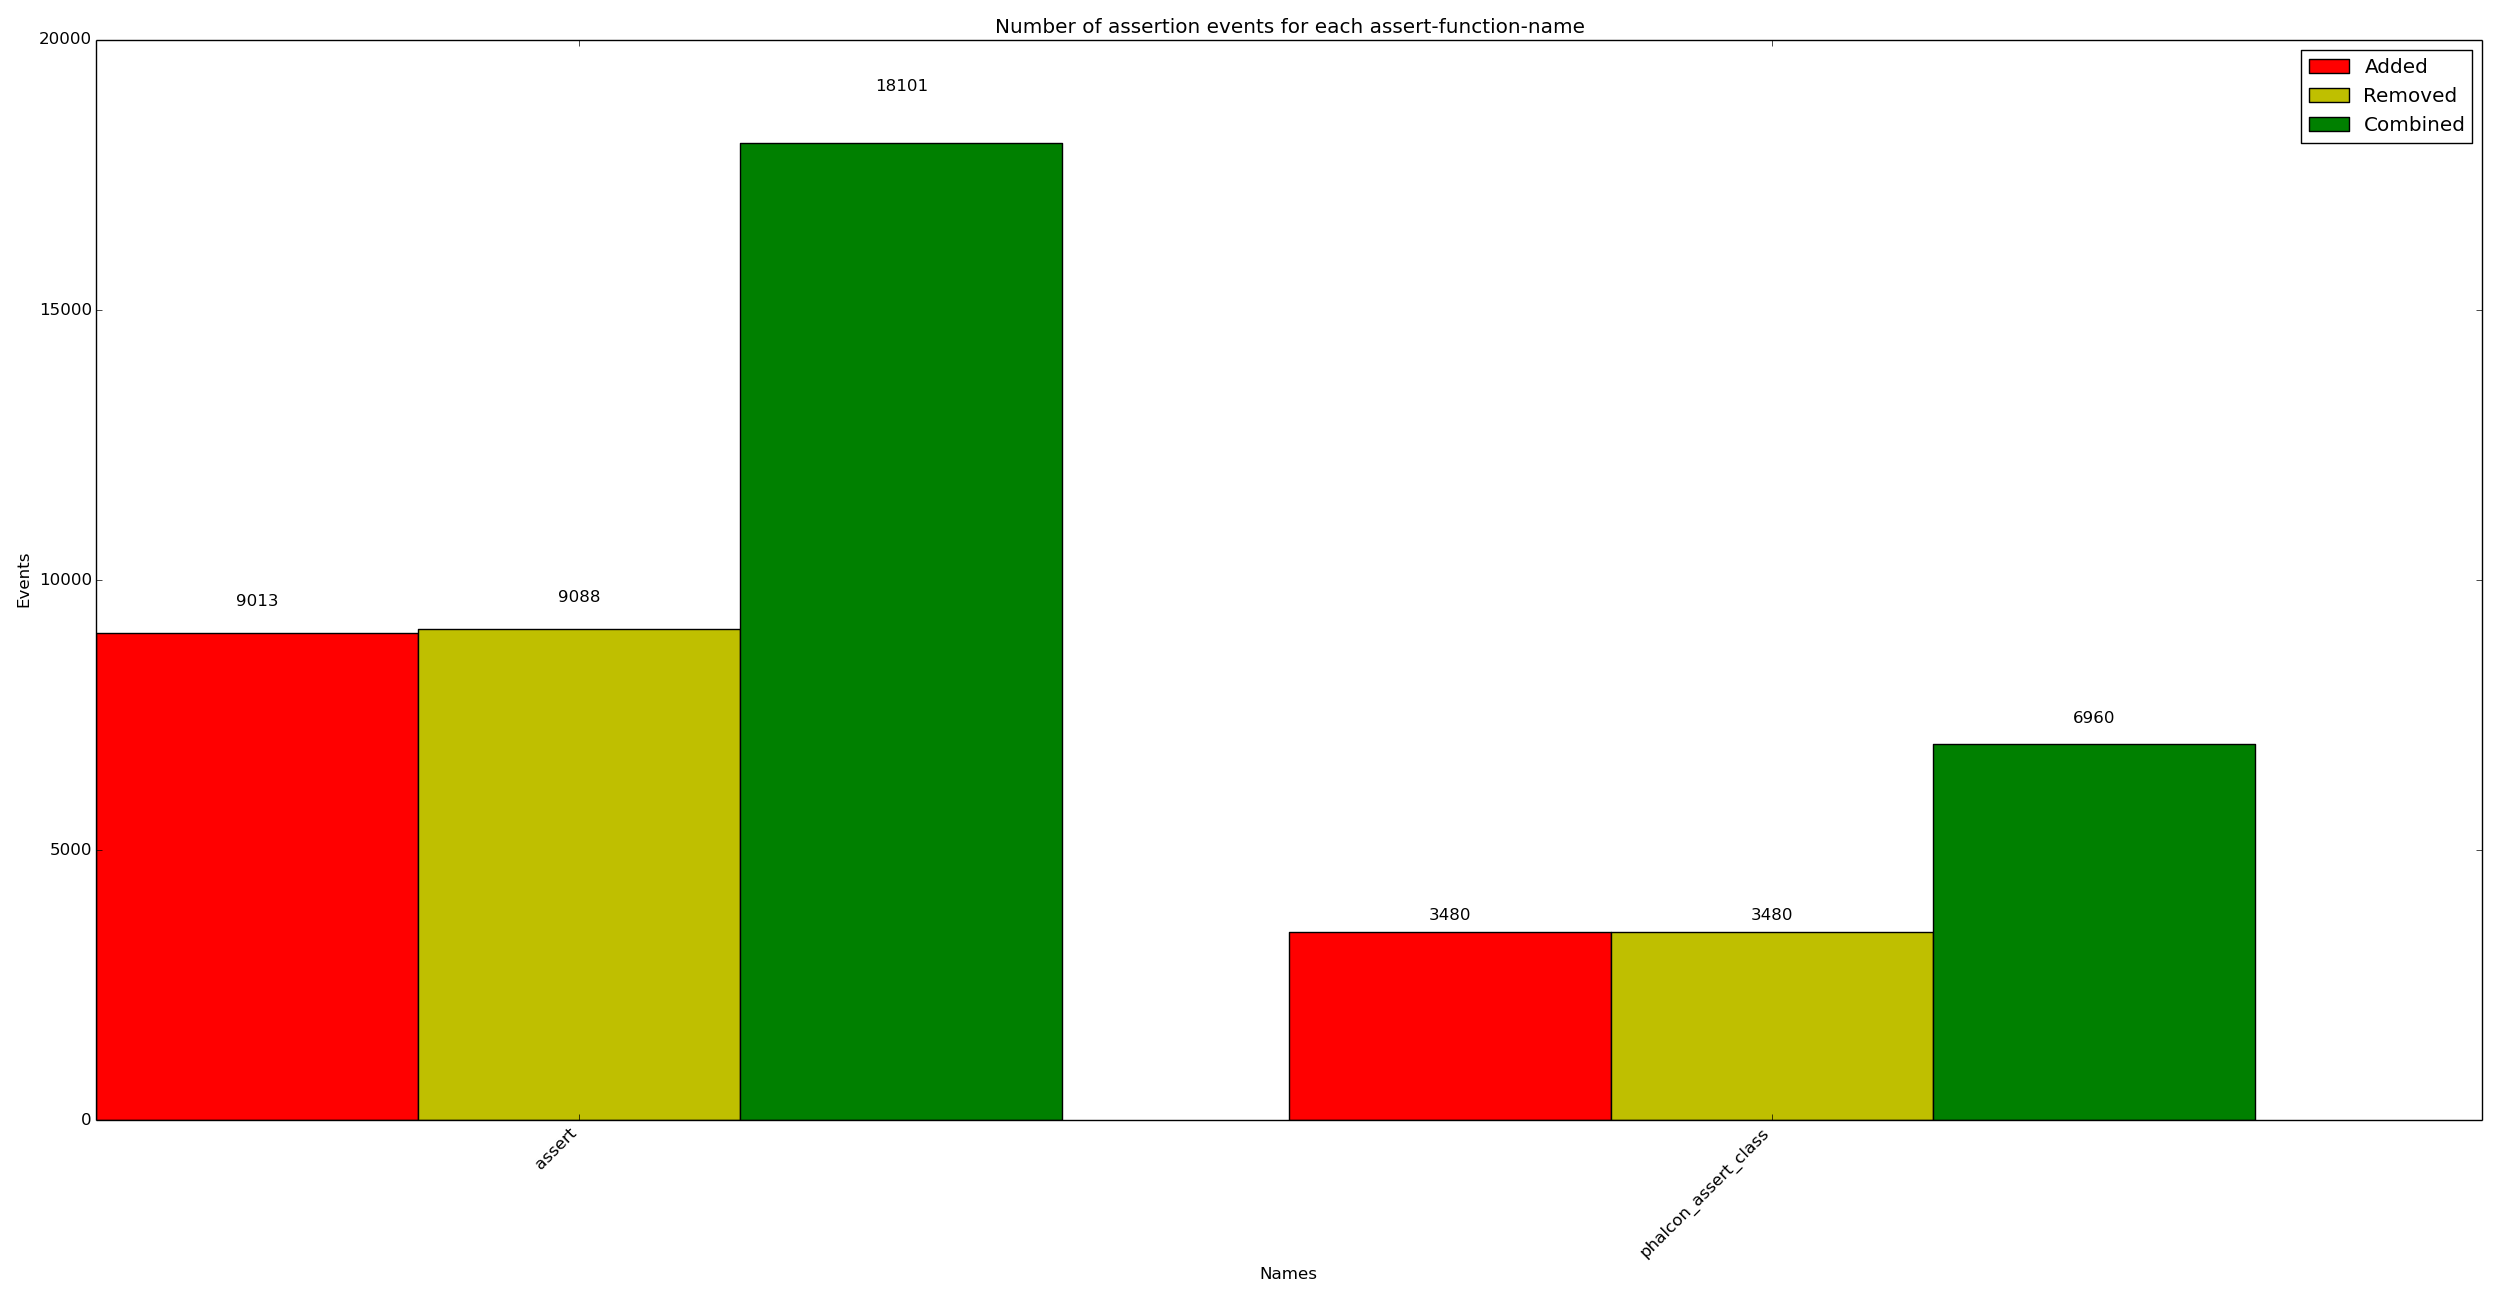 Number of assertion events for each assert-function-name
20000
15000
10000
5000
0
Events
9013
9088
18101
3480
3480
6960
Added
Removed
Combined
assert
phalcon_assert_class
Names